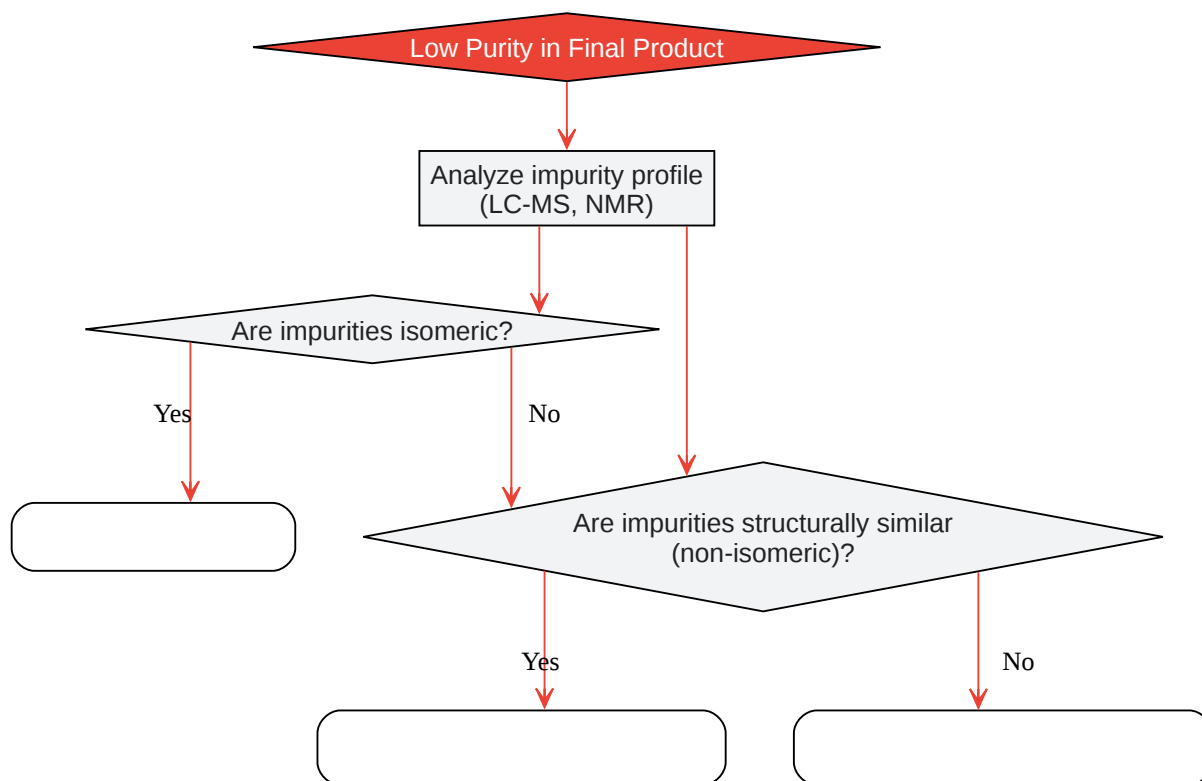 Low Purity in Final Product
Analyze impurity profile
(LC-MS, NMR)
Are impurities isomeric?
Yes
No
Are impurities structurally similar
(non-isomeric)?
Yes
No